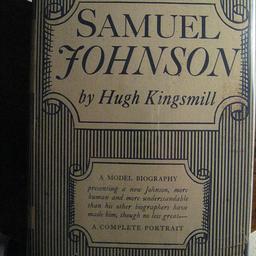 SAMUEL
JOHNSON
by Hugh Kingsmill
A MODEL BIOGRAPHY
presenting a new Johnson, more
human and more understandable
than his other biographers have
made him, though no less great—
A COMPLETE PORTRAIT